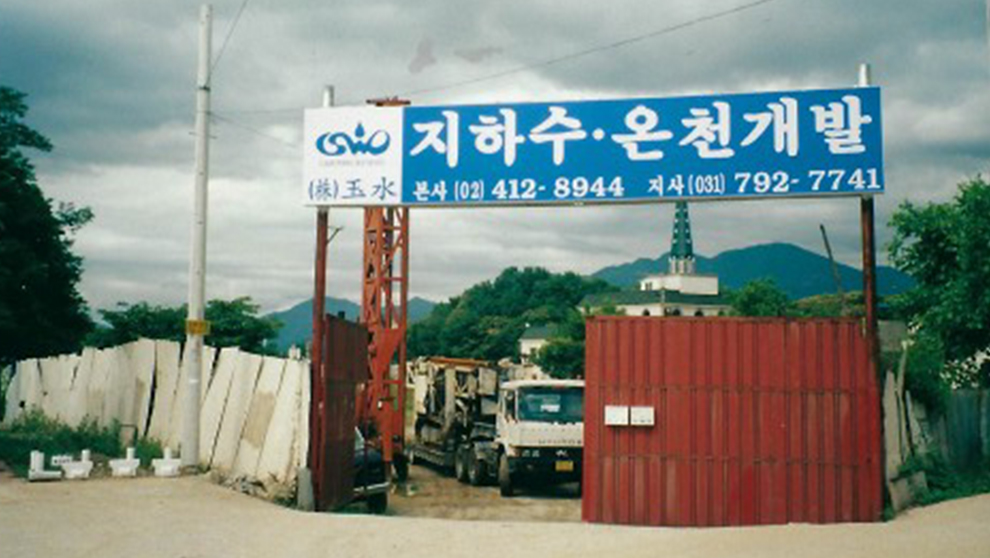 지하수·온천개발
(株)玉水
본사 (02) 412-8944 지사 (031) 792-7741